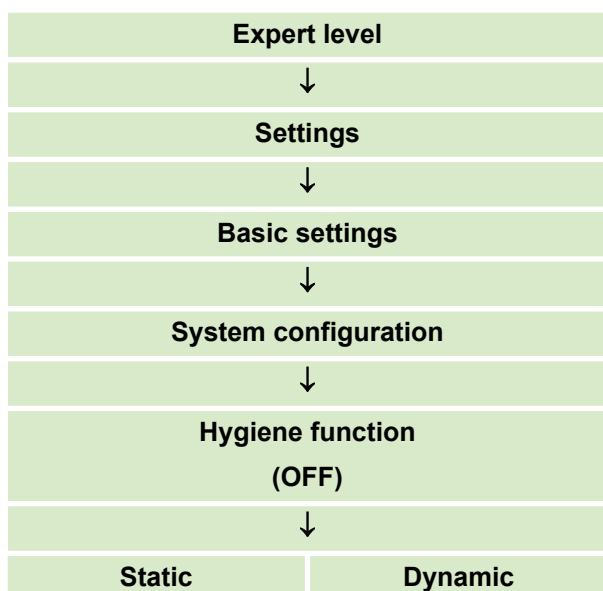 Expert level
↓
Settings
↓
Basic settings
↓
System configuration
↓
Hygiene function
(OFF)
↓
Static Dynamic